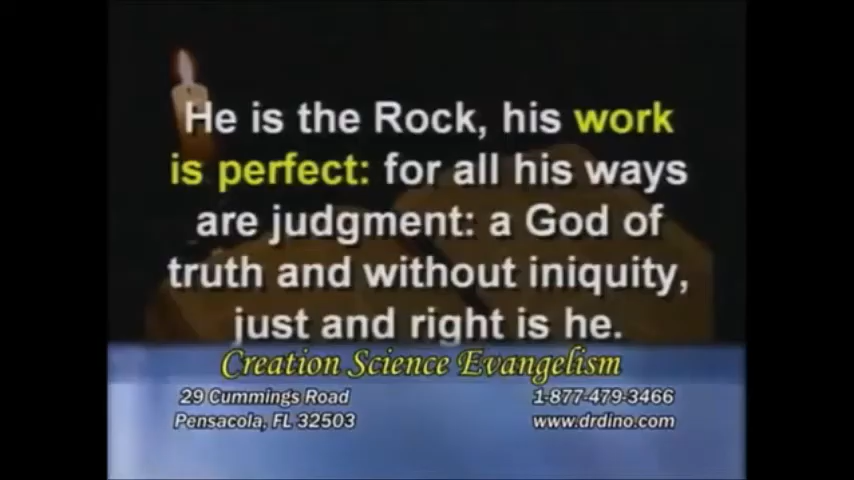 He is the Rock, his work
is perfect: for all his ways
are judgment: a God of
truth and without iniquity,
just and right is he.
Creation Science Evangelism
29 Cummings Road
Pensacola, FL 32503
1-877-479-3466
www.drdino.com